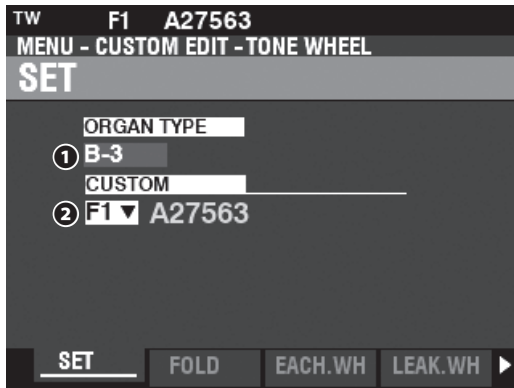 TW F1 A27563
MENU - CUSTOM EDIT - TONE WHEEL
SET
ORGAN TYPE
① B-3
CUSTOM
② F1 ▼ A27563
SET FOLD EACH.WH LEAK.WH ▶